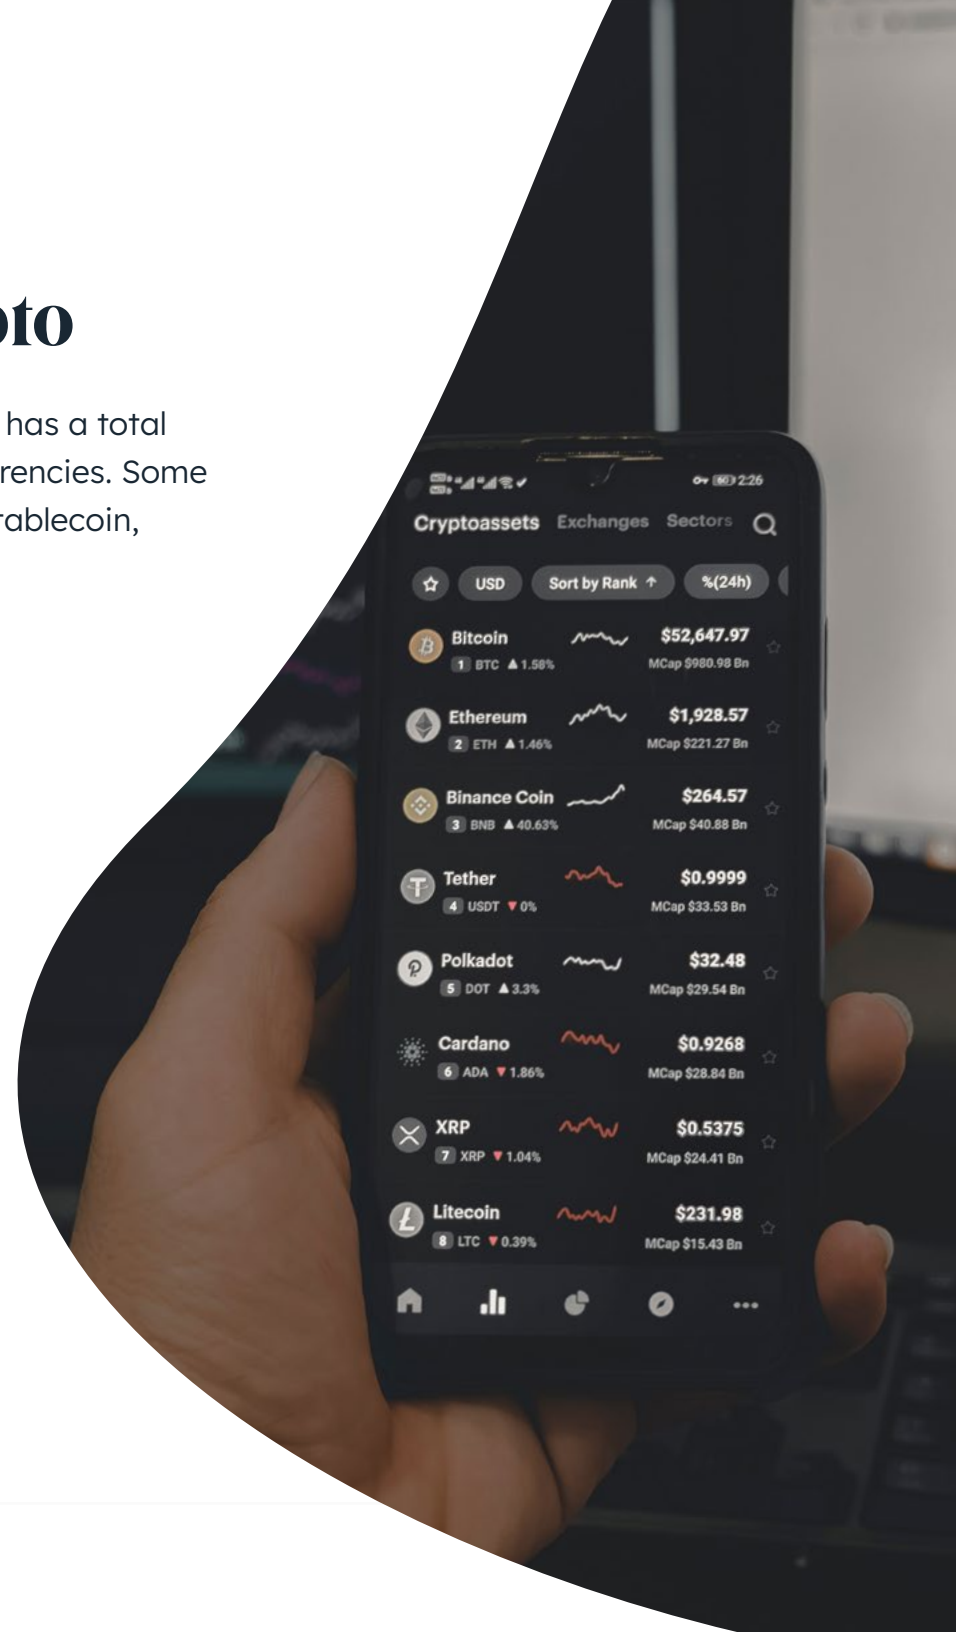 pto
has a total
rencies. Some
tablecoin,
2:26
Cryptoassets Exchanges Sectors
USD Sort by Rank ↑ %(24h)
Bitcoin $52,647.97
1 BTC ▲ 1.58% MCap $980.98 Bn
Ethereum $1,928.57
2 ETH ▲ 1.46% MCap $221.27 Bn
Binance Coin $264.57
3 BNB ▲ 40.63% MCap $40.88 Bn
Tether $0.9999
4 USDT ▼ 0% MCap $33.53 Bn
Polkadot $32.48
5 DOT ▲ 3.3% MCap $29.54 Bn
Cardano $0.9268
6 ADA ▼ 1.86% MCap $28.84 Bn
XRP $0.5375
7 XRP ▼ 1.04% MCap $24.41 Bn
Litecoin $231.98
8 LTC ▼ 0.39% MCap $15.43 Bn